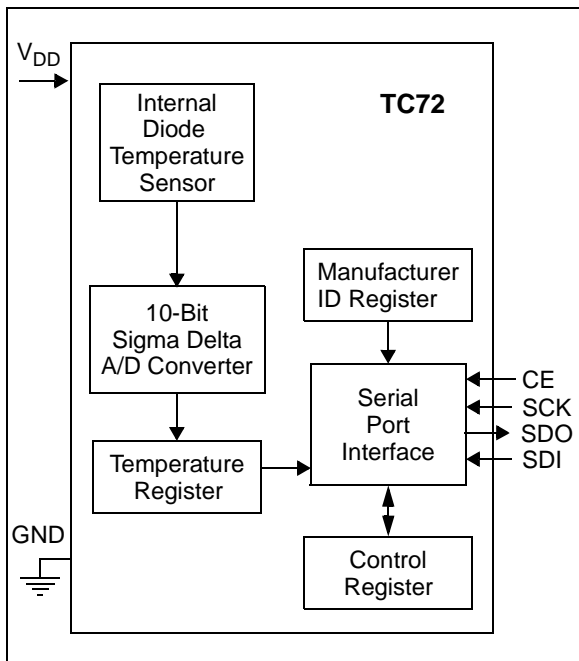 V_DD
TC72
Internal
Diode
Temperature
Sensor
10-Bit
Sigma Delta
A/D Converter
Temperature
Register
Manufacturer
ID Register
Serial
Port
Interface
Control
Register
CE
SCK
SDO
SDI
GND